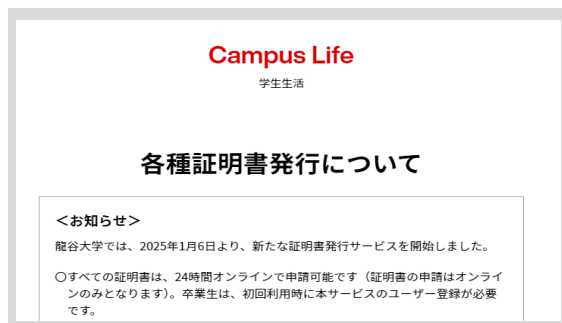 Campus Life
学生生活
各種証明書発行について
＜お知らせ＞
龍谷大学では、2025年1月6日より、新たな証明書発行サービスを開始しました。
〇すべての証明書は、24時間オンラインで申請可能です（証明書の申請はオンライ
ンのみとなります）。卒業生は、初回利用時に本サービスのユーザー登録が必要
です。